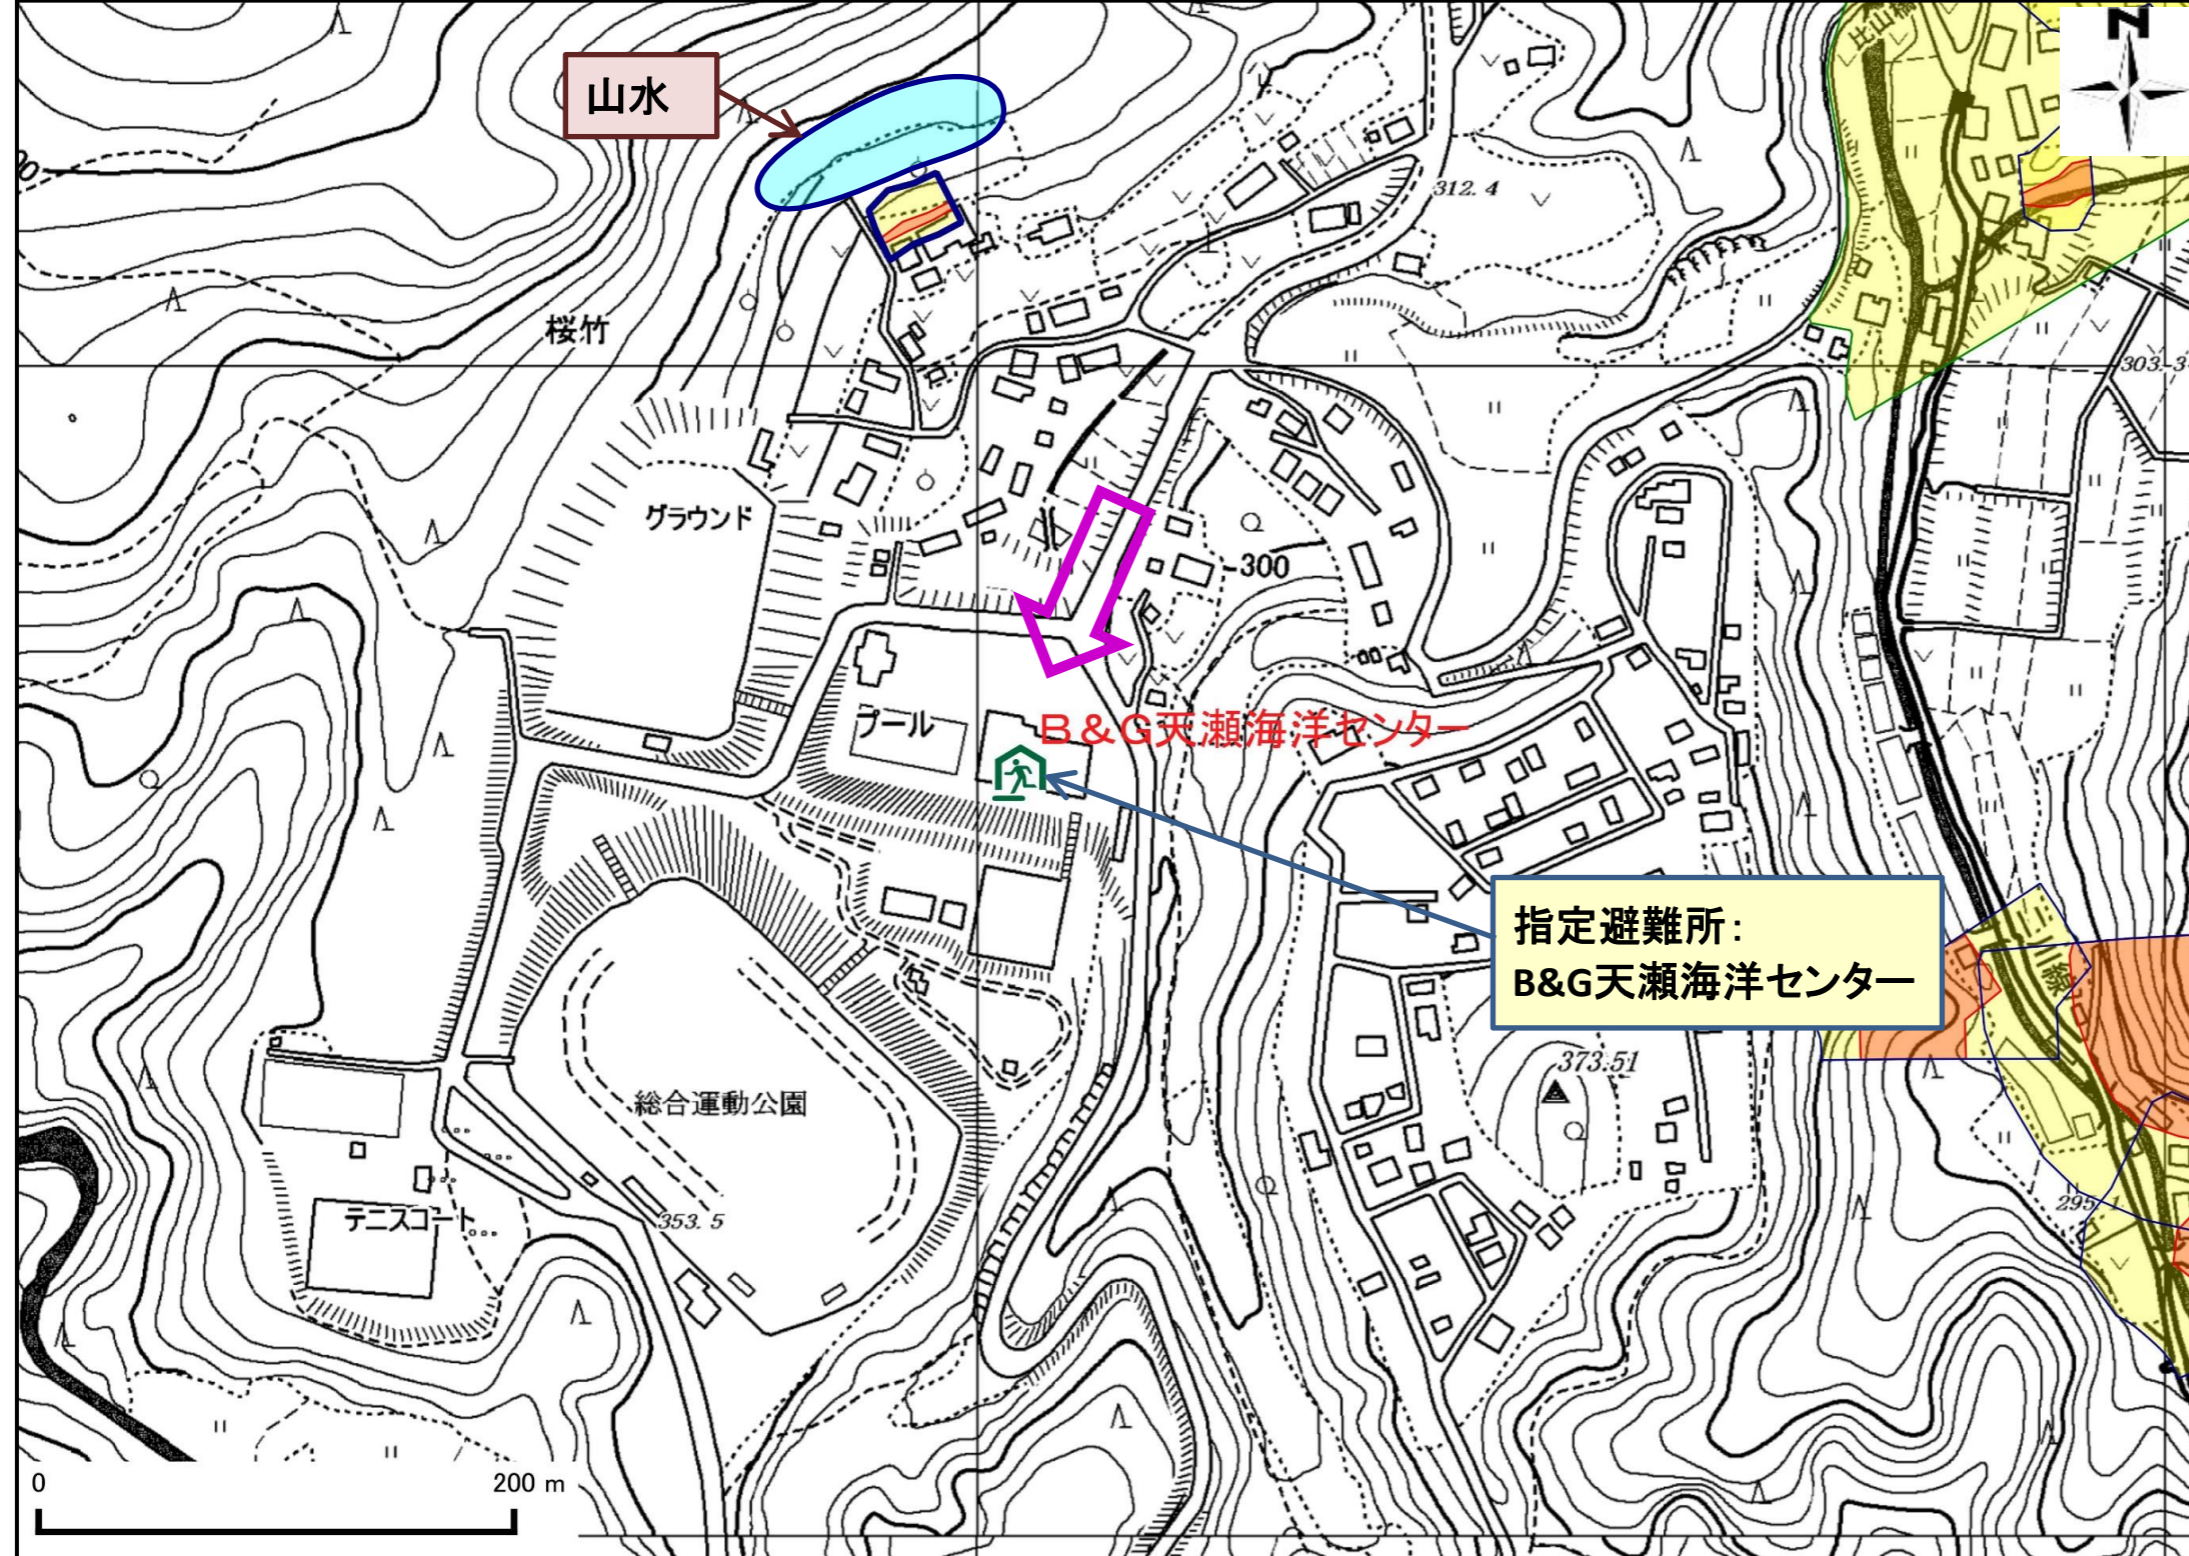 比山橋
N
山水
312.4
桜竹
303.3
グラウンド
300
プール
B&G天瀬海洋センター
指定避難所：
B&G天瀬海洋センター
373.51
総合運動公園
テニスコート
353.5
0
200 m